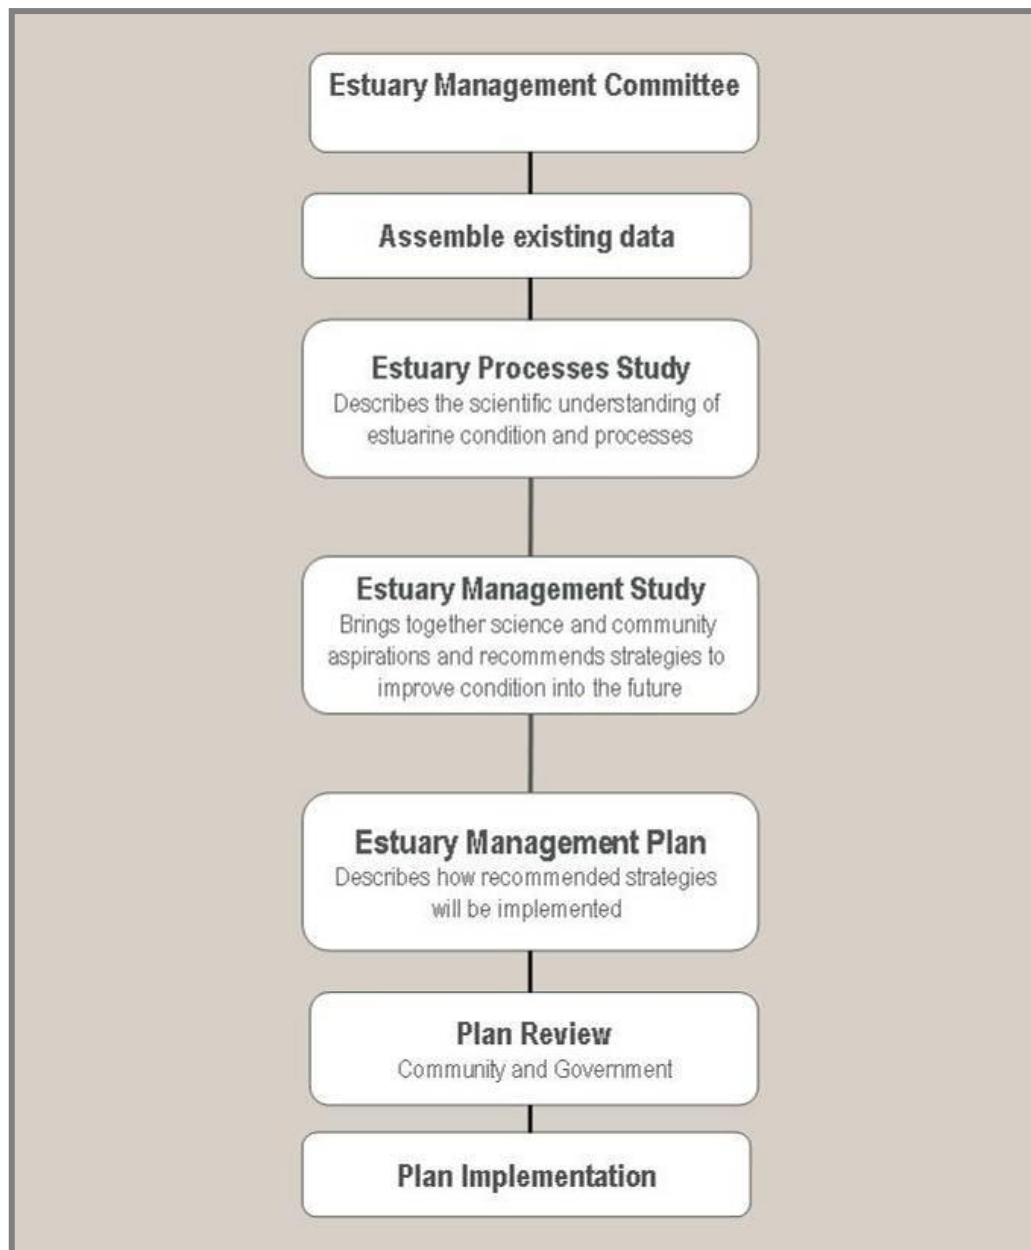 Estuary Management Committee
Assemble existing data
Estuary Processes Study
Describes the scientific understanding of
estuarine condition and processes
Estuary Management Study
Brings together science and community
aspirations and recommends strategies to
improve condition into the future
Estuary Management Plan
Describes how recommended strategies
will be implemented
Plan Review
Community and Government
Plan Implementation